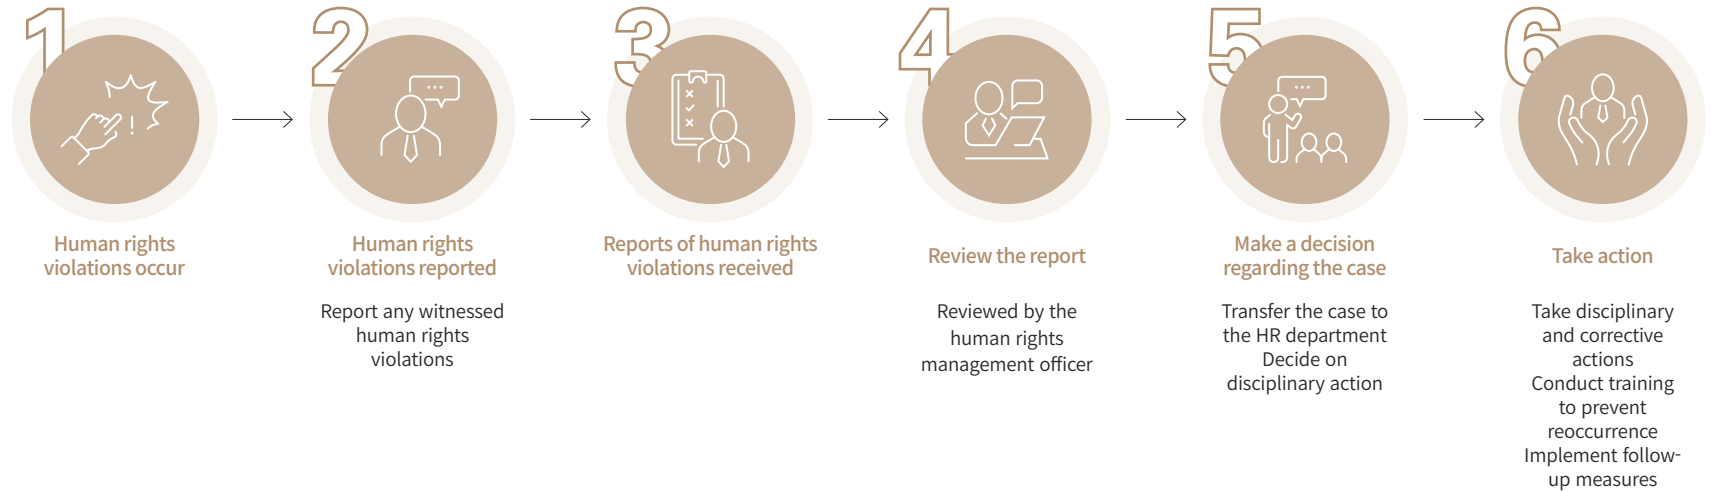 1
Human rights
violations occur
2
Human rights
violations reported
Report any witnessed
human rights
violations
3
Reports of human rights
violations received
4
Review the report
Reviewed by the
human rights
management officer
5
Make a decision
regarding the case
Transfer the case to
the HR department
Decide on
disciplinary action
6
Take action
Take disciplinary
and corrective
actions
Conduct training
to prevent
reoccurrence
Implement follow-
up measures